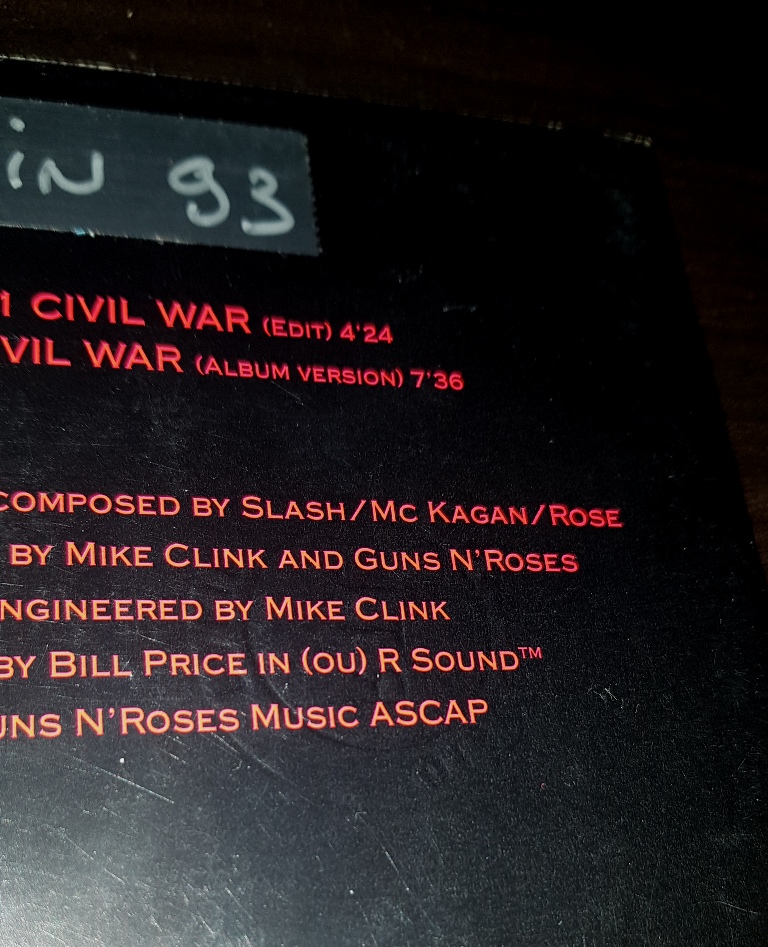 iN 93
1 CIVIL WAR (EDIT) 4'24
VIL WAR (ALBUM VERSION) 7'36
COMPOSED BY SLASH/MC KAGAN/ROSE
BY MIKE CLINK AND GUNS N'ROSES
NGINEERED BY MIKE CLINK
BY BILL PRICE IN (OU) R SOUND™
UNS N'ROSES MUSIC ASCAP